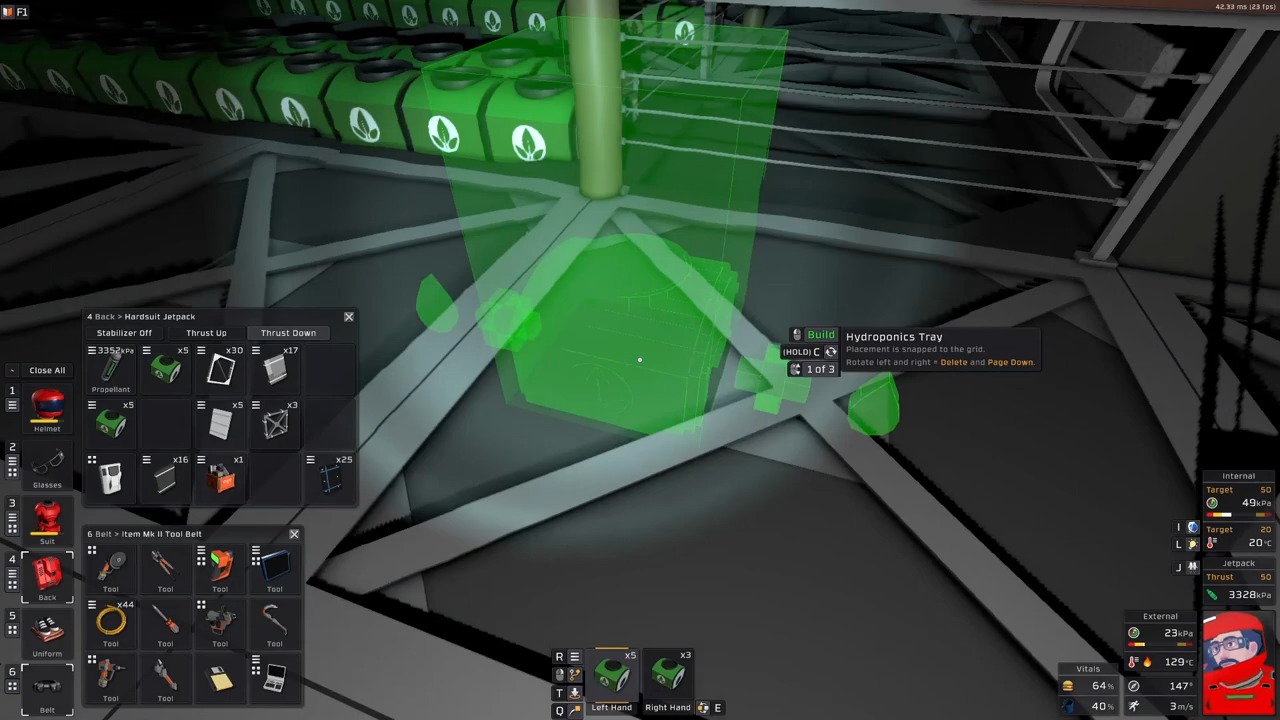 F1
42.33 ms (23 fps)
4 Back > Hardsuit Jetpack
Stabilizer Off
Thrust Up
Thrust Down
3352kPa
x5
x30
x17
Propellant
x5
x5
x3
x16
x1
x25
~
Close All
1
Helmet
2
Glasses
3
Suit
4
Back
5
Uniform
6
Belt
6 Belt > Item Mk II Tool Belt
Tool
Tool
Tool
Tool
x44
Tool
Tool
Tool
Tool
Tool
Tool
Build
(HOLD) C
1 of 3
Hydroponics Tray
Placement is snapped to the grid.
Rotate left and right = Delete and Page Down.
R
T
Q
x5
Left Hand
x3
Right Hand
E
Internal
Target 50
49kPa
Target 20
20°C
I
L
J
Jetpack
Thrust 50
3328kPa
External
23kPa
129°C
147°
3m/s
Vitals
64%
40%